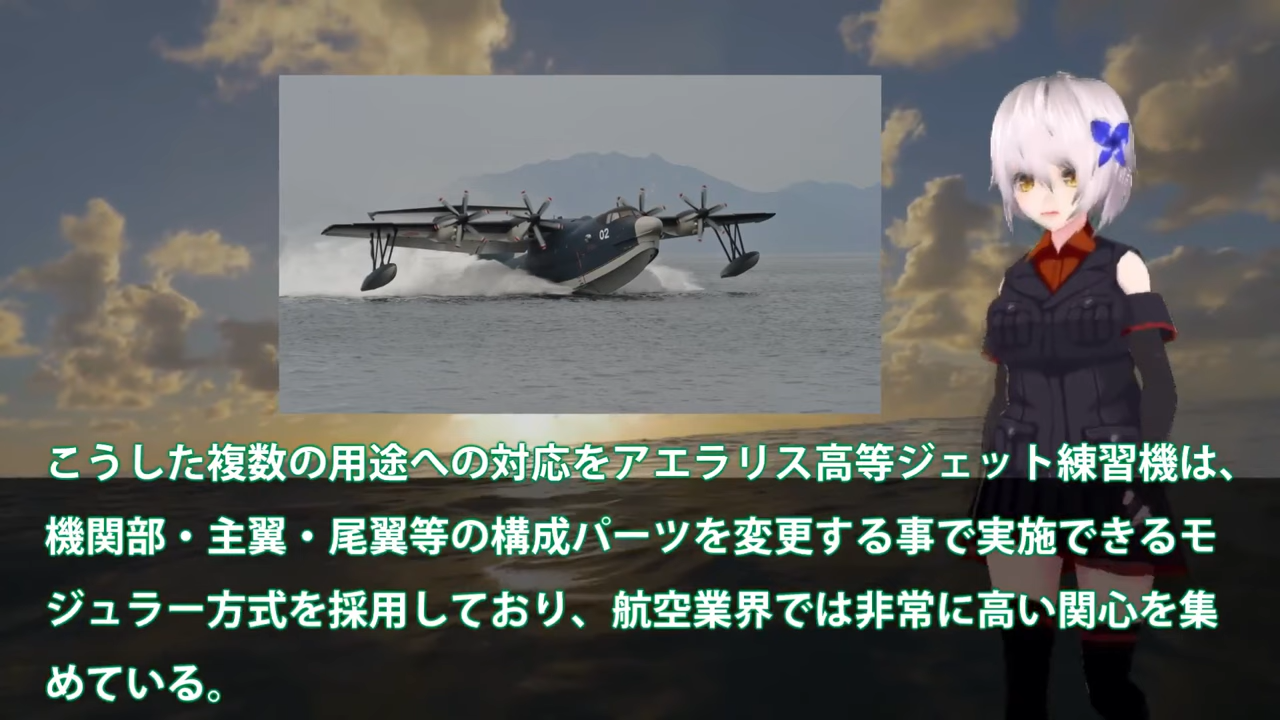 02
こうした複数の用途への対応をアエラリス高等ジェット練習機は、
機関部・主翼・尾翼等の構成パーツを変更する事で実施できるモ
ジュラー方式を採用しており、航空業界では非常に高い関心を集
めている。